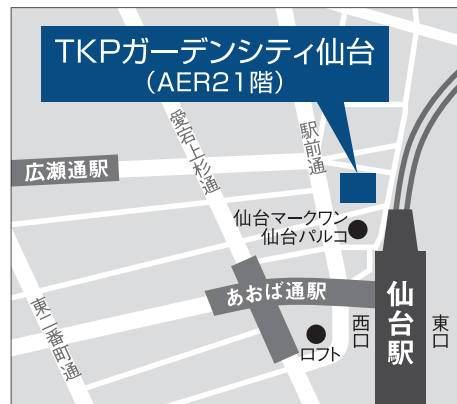 TKPガーデンシティ仙台
（AER21階）
愛宕上杉通
駅前通
広瀬通駅
仙台マークワン
仙台パルコ
あおば通駅
仙台駅
西口
東口
東二番町通
ロフト